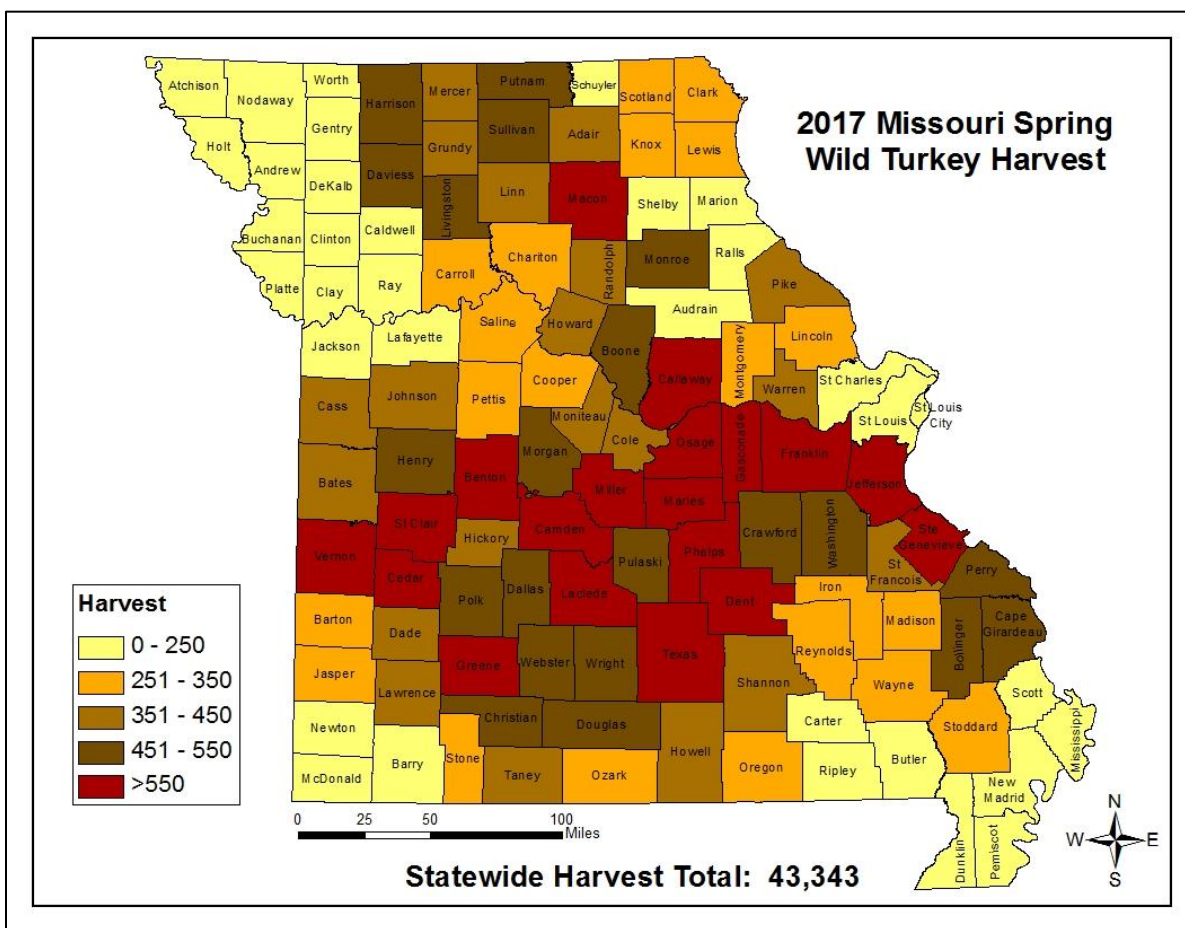 2017 Missouri Spring
Wild Turkey Harvest
Atchison
Nodaway
Worth
Harrison
Mercer
Putnam
Schuyler
Scotland
Clark
Holt
Gentry
Andrew
DeKalb
Daviess
Grundy
Sullivan
Adair
Knox
Lewis
Livingston
Linn
Macon
Shelby
Marion
Buchanan
Clinton
Caldwell
Platte
Clay
Ray
Carroll
Chariton
Randolph
Monroe
Ralls
Pike
Audrain
Jackson
Lafayette
Saline
Howard
Boone
Callaway
Montgomery
Lincoln
Warren
St Charles
St Louis
St Louis
City
Cass
Johnson
Pettis
Cooper
Moniteau
Cole
Osage
Gasconade
Franklin
Jefferson
Bates
Henry
Benton
Morgan
Miller
Maries
Vernon
St Clair
Hickory
Camden
Pulaski
Phelps
Crawford
Washington
Ste
Genevieve
St
Francois
Perry
Cedar
Polk
Dallas
Laclede
Dent
Iron
Madison
Bollinger
Cape
Girardeau
Harvest
0 - 250
251 - 350
351 - 450
451 - 550
>550
Barton
Dade
Greene
Webster
Wright
Texas
Shannon
Reynolds
Wayne
Scott
Jasper
Lawrence
Christian
Douglas
Howell
Carter
Stoddard
Mississippi
Newton
McDonald
Barry
Stone
Taney
Ozark
Oregon
Ripley
Butler
New
Madrid
Dunklin
Pemiscot
0 25 50 100
Miles
N
W
E
S
Statewide Harvest Total: 43,343